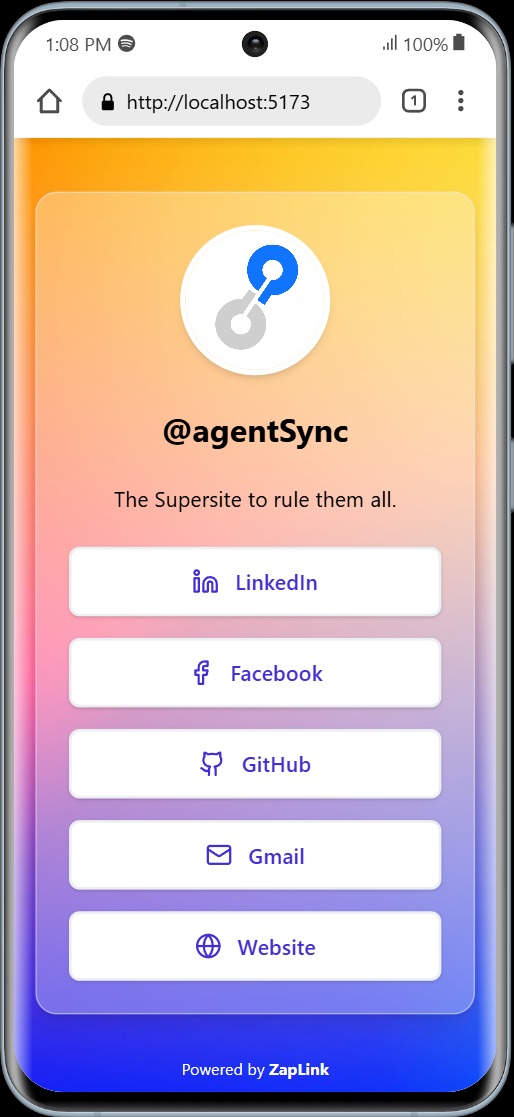 1:08 PM 100%
http://localhost:5173 1
@agentSync
The Supersite to rule them all.
LinkedIn
Facebook
GitHub
Gmail
Website
Powered by ZapLink